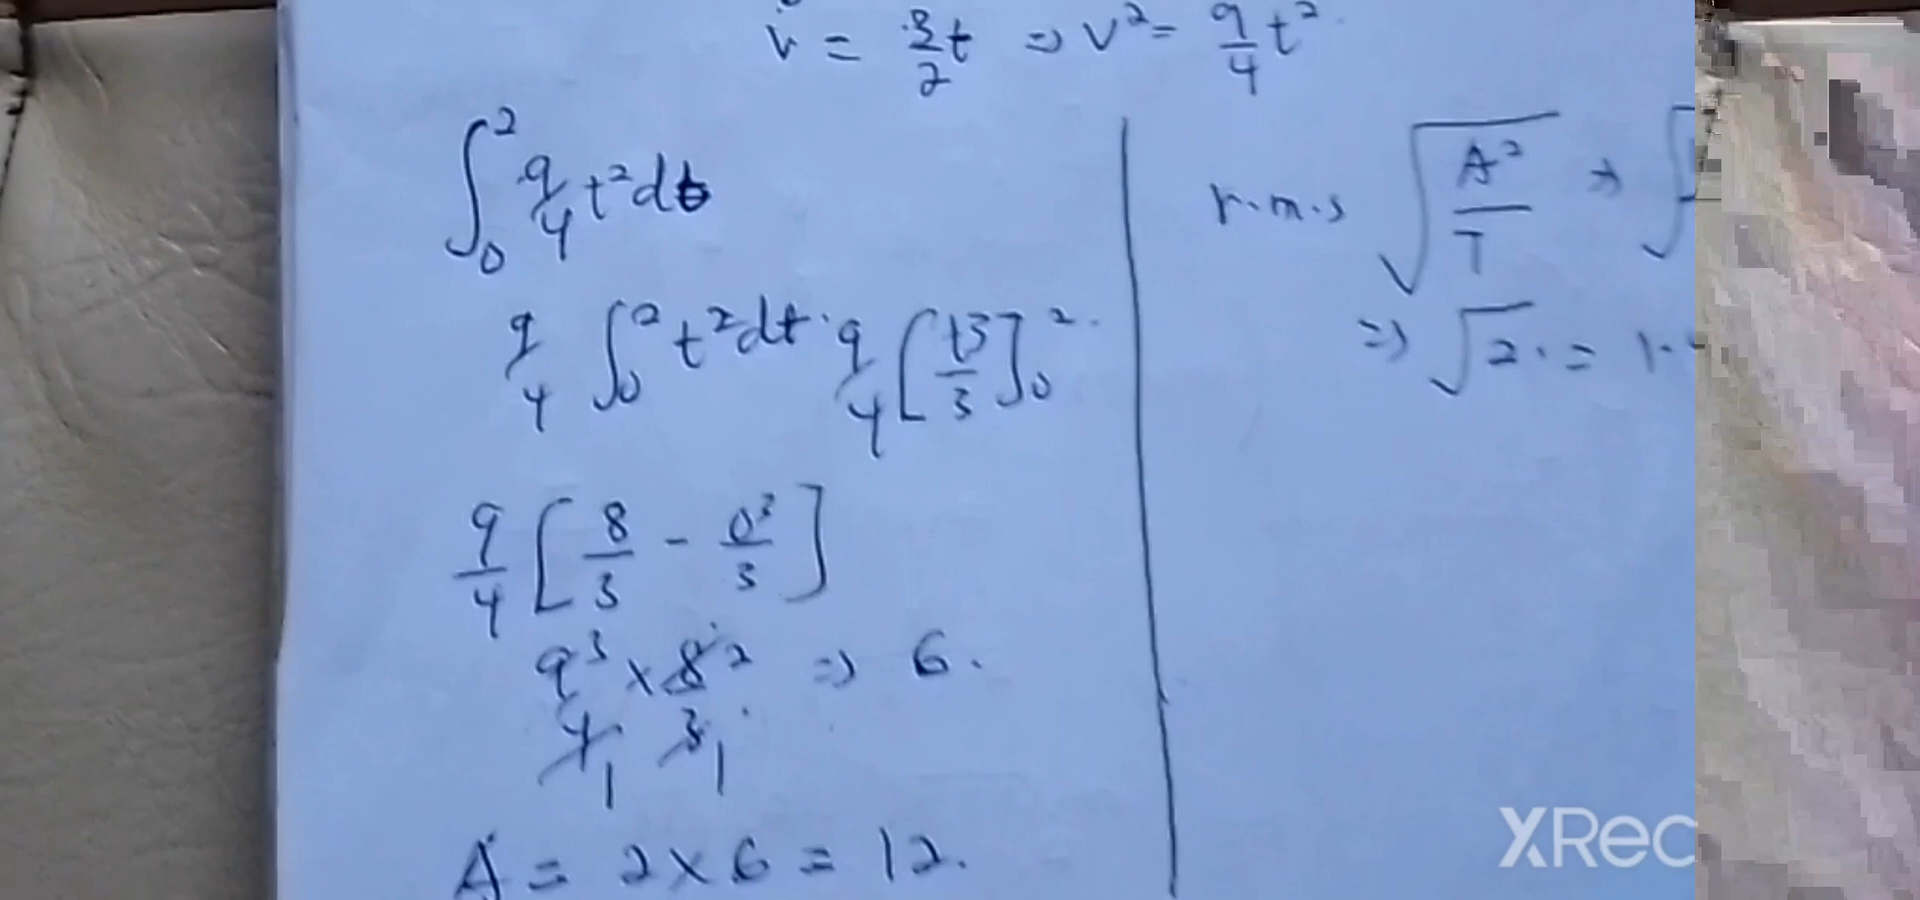 v = 3/2 t => v² = 9/4 t²
∫₀² 9/4 t² dt
9/4 ∫₀² t² dt. 9/4 [t3/3]₀².
9/4 [8/3 - 0³/3]
9³/4₁ × 8²/3₁ => 6.
A = 2 x 6 = 12.
r.m.s √(A²/T) =>
=> √2. = 1.
XRec